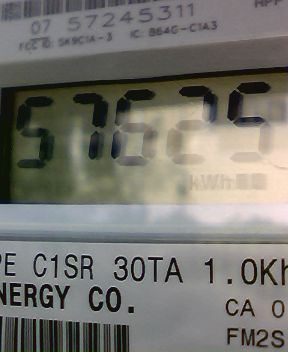 07 57245311
FCC ID: SK9C1A-3 IC: 864G-C1A3
57625
kWh
PE C1SR 30TA 1.0Kh
NERGY CO.
CA 0
FM2S